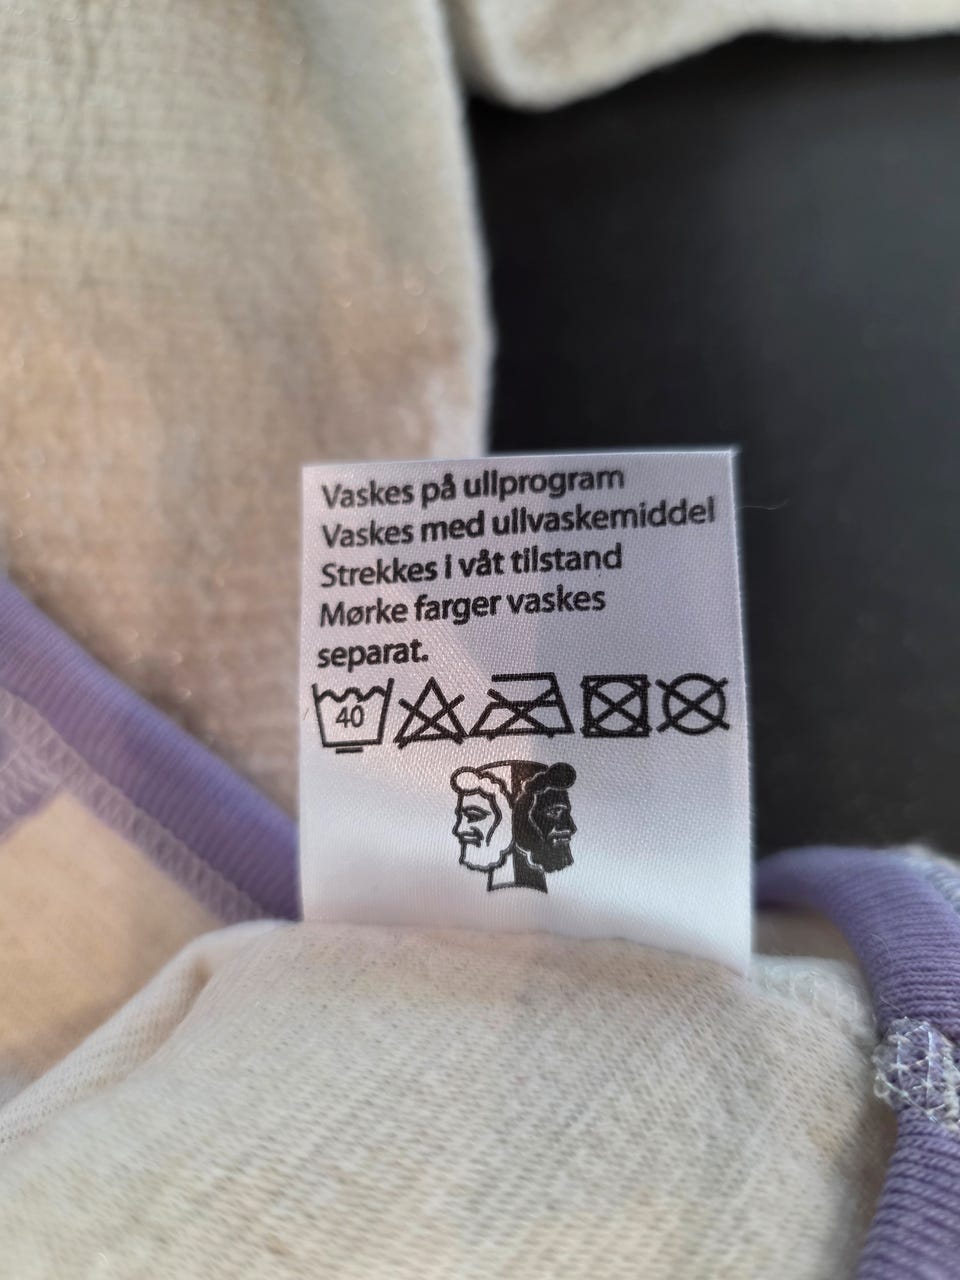 Vaskes på ullprogram
Vaskes med ullvaskemiddel
Strekkes i våt tilstand
Mørke farger vaskes
separat.
40